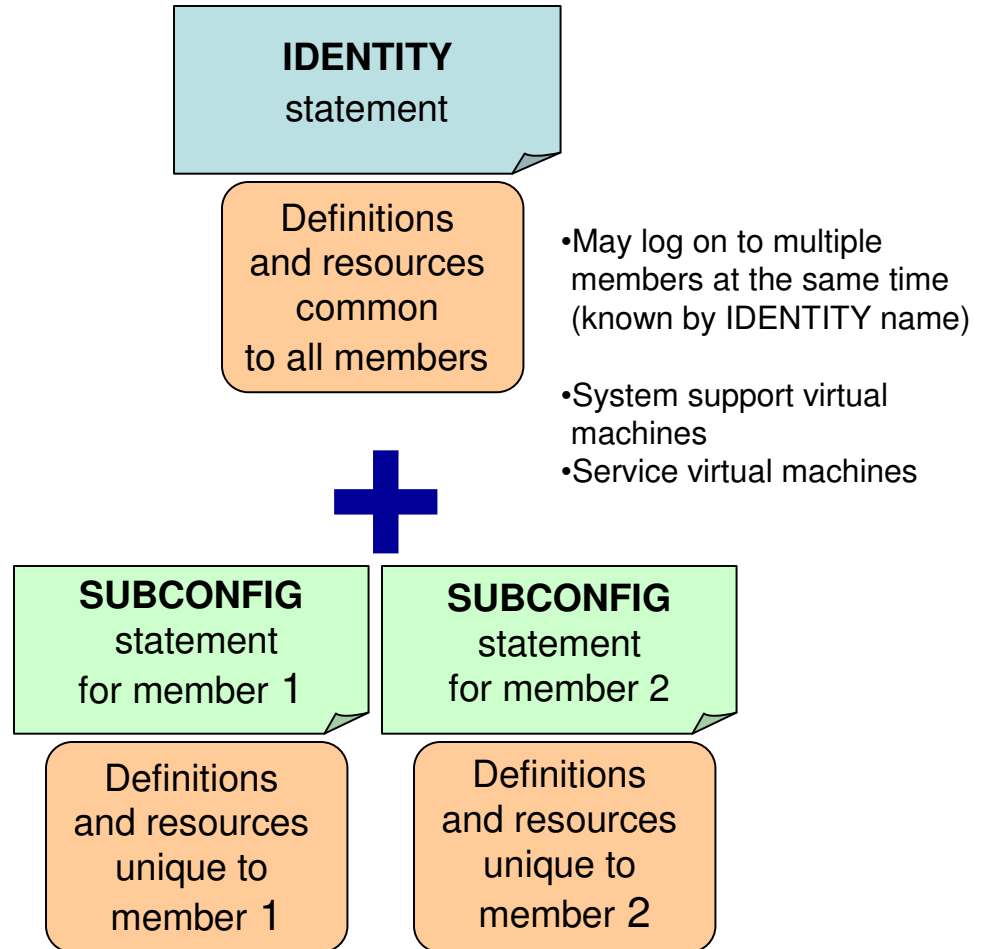 IDENTITY
statement
Definitions
and resources
common
to all members
•May log on to multiple
members at the same time
(known by IDENTITY name)
•System support virtual
machines
•Service virtual machines
SUBCONFIG
statement
for member 1
SUBCONFIG
statement
for member 2
Definitions
and resources
unique to
member 1
Definitions
and resources
unique to
member 2